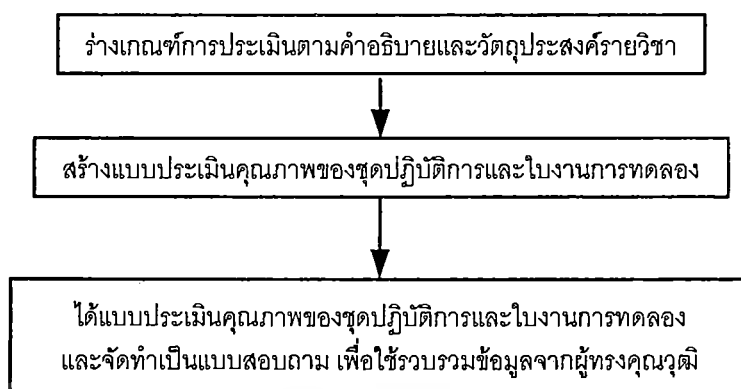 ร่างเกณฑ์การประเมินตามคำอธิบายและวัตถุประสงค์รายวิชา
สร้างแบบประเมินคุณภาพของชุดปฏิบัติการและใบงานการทดลอง
ได้แบบประเมินคุณภาพของชุดปฏิบัติการและใบงานการทดลอง
และจัดทำเป็นแบบสอบถาม เพื่อใช้รวบรวมข้อมูลจากผู้ทรงคุณวุฒิ